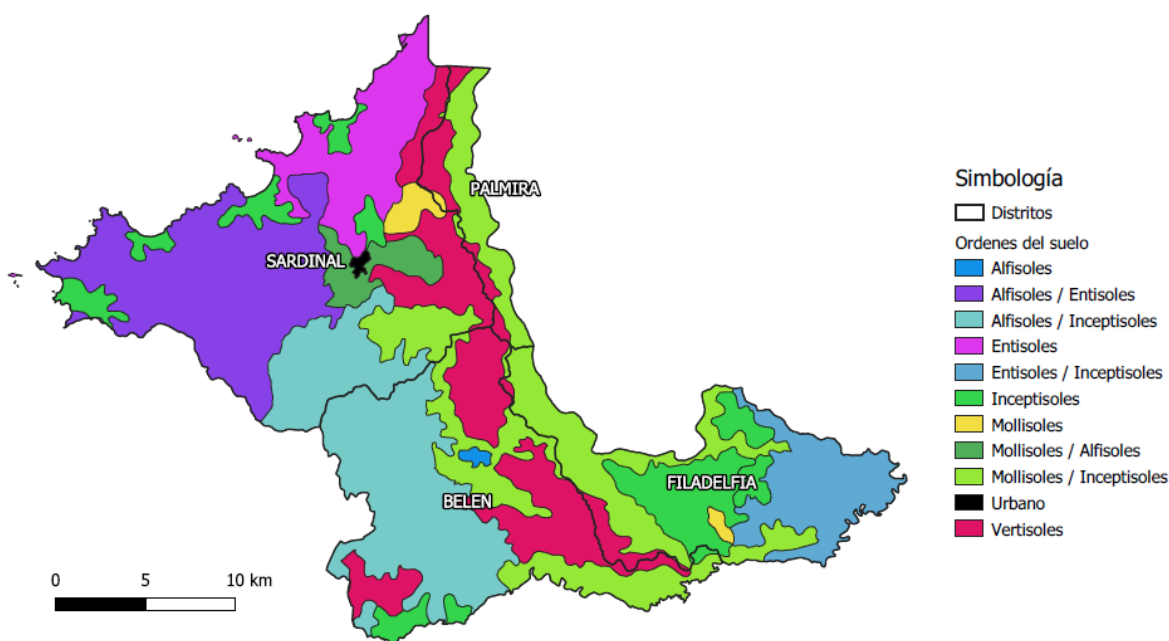 PALMIRA
SARDINAL
FILADELFIA
BELEN
0 5 10 km
Simbología
Distritos
Ordenes del suelo
Alfisoles
Alfisoles / Entisoles
Alfisoles / Inceptisoles
Entisoles
Entisoles / Inceptisoles
Inceptisoles
Mollisoles
Mollisoles / Alfisoles
Mollisoles / Inceptisoles
Urbano
Vertisoles